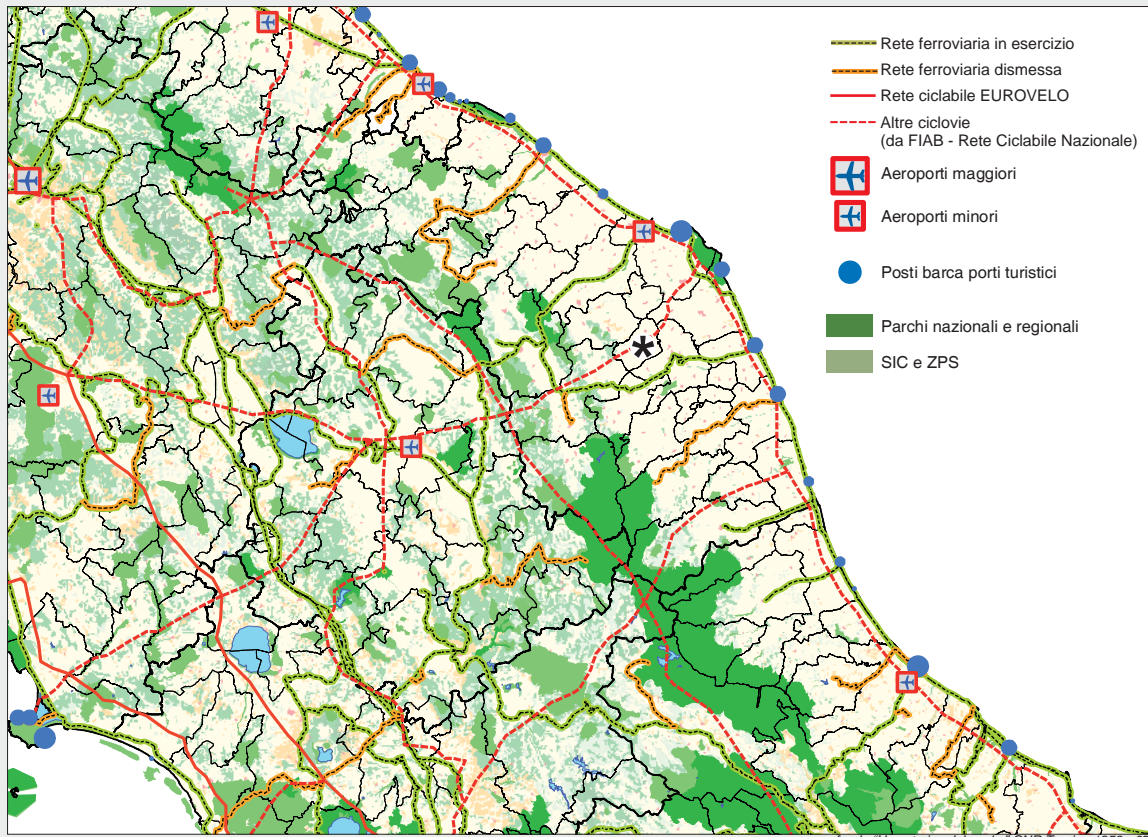 Rete ferroviaria in esercizio
Rete ferroviaria dismessa
Rete ciclabile EUROVELO
Altre ciclovie
(da FIAB - Rete Ciclabile Nazionale)
Aeroporti maggiori
Aeroporti minori
Posti barca porti turistici
Parchi nazionali e regionali
SIC e ZPS
*